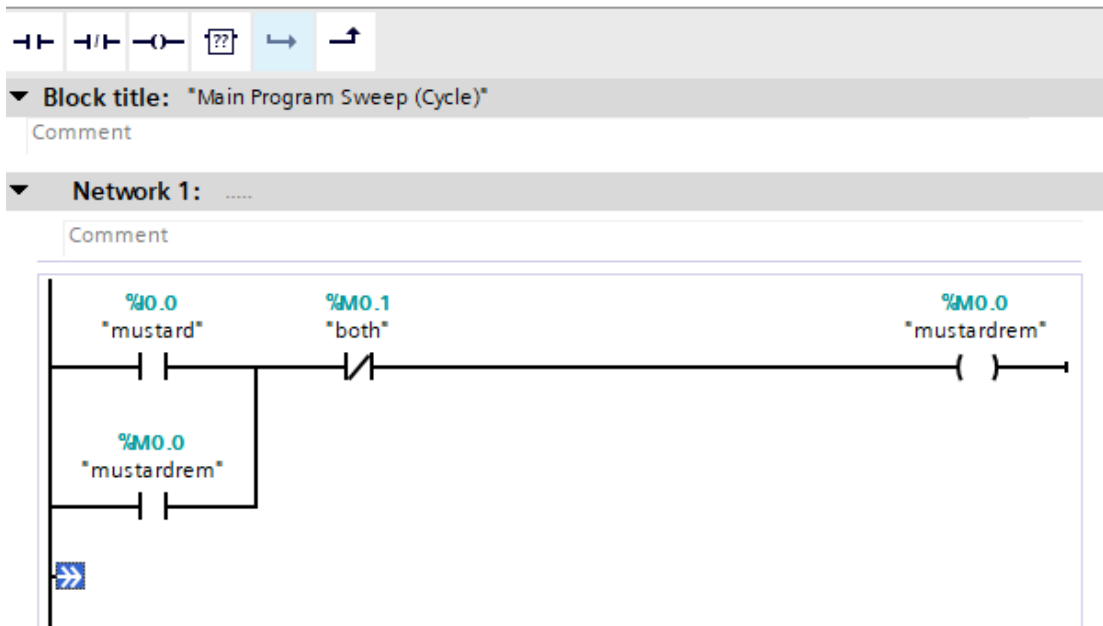 ??
Block title: "Main Program Sweep (Cycle)"
Comment
Network 1: .....
Comment
%I0.0 %M0.1 %M0.0
"mustard" "both" "mustardrem"
%M0.0
"mustardrem"